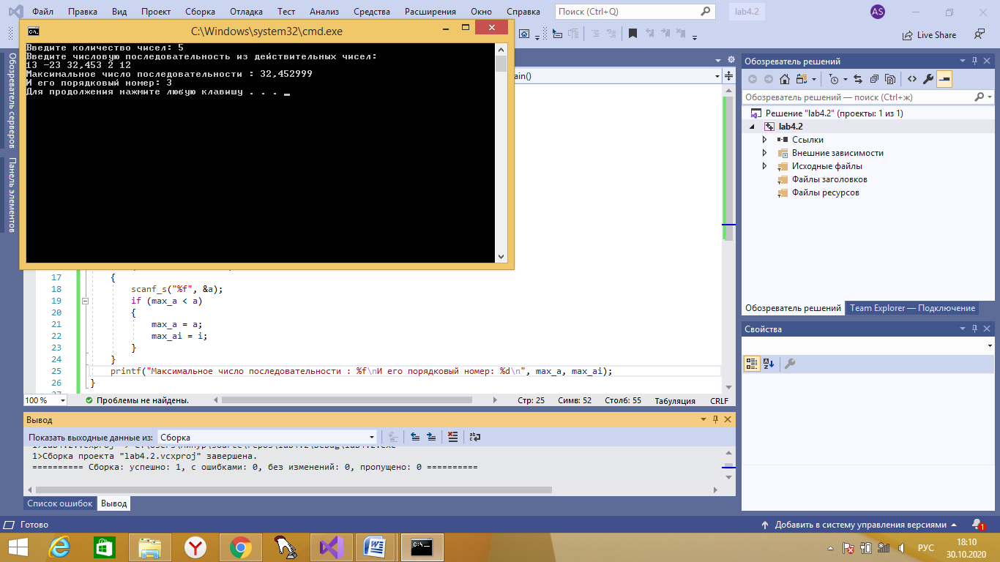 Файл Правка Вид Проект Сборка Отладка Тест Анализ Средства Расширения Окно Справка Поиск (Ctrl+Q) lab4.2 AS
C:\Windows\system32\cmd.exe
Live Share
Введите количество чисел: 5
Введите числовую последовательность из действительных чисел:
13 -23 32,453 2 12
Максимальное число последовательности : 32,452999
И его порядковый номер: 3
Для продолжения нажмите любую клавишу . . .
Обозреватель серверов
Панель элементов
ain()
17 {
18 scanf_s("%f", &a);
19 if (max_a < a)
20 {
21 max_a = a;
22 max_ai = i;
23 }
24 }
25 printf("Максимальное число последовательности : %f\nИ его порядковый номер: %d\n", max_a, max_ai);
26 }
100 % Проблемы не найдены. Стр: 25 Симв: 52 Столб: 55 Табуляция CRLF
Вывод
Показать выходные данные из: Сборка
1>Сборка проекта "lab4.2.vcxproj" завершена.
========== Сборка: успешно: 1, с ошибками: 0, без изменений: 0, пропущено: 0 ==========
Список ошибок Вывод
Обозреватель решений
Обозреватель решений — поиск (Ctrl+ж)
Решение "lab4.2" (проекты: 1 из 1)
lab4.2
Ссылки
Внешние зависимости
Исходные файлы
Файлы заголовков
Файлы ресурсов
Обозреватель решений Team Explorer — Подключение
Свойства
Готово Добавить в систему управления версиями 1
РУС
18:10
30.10.2020